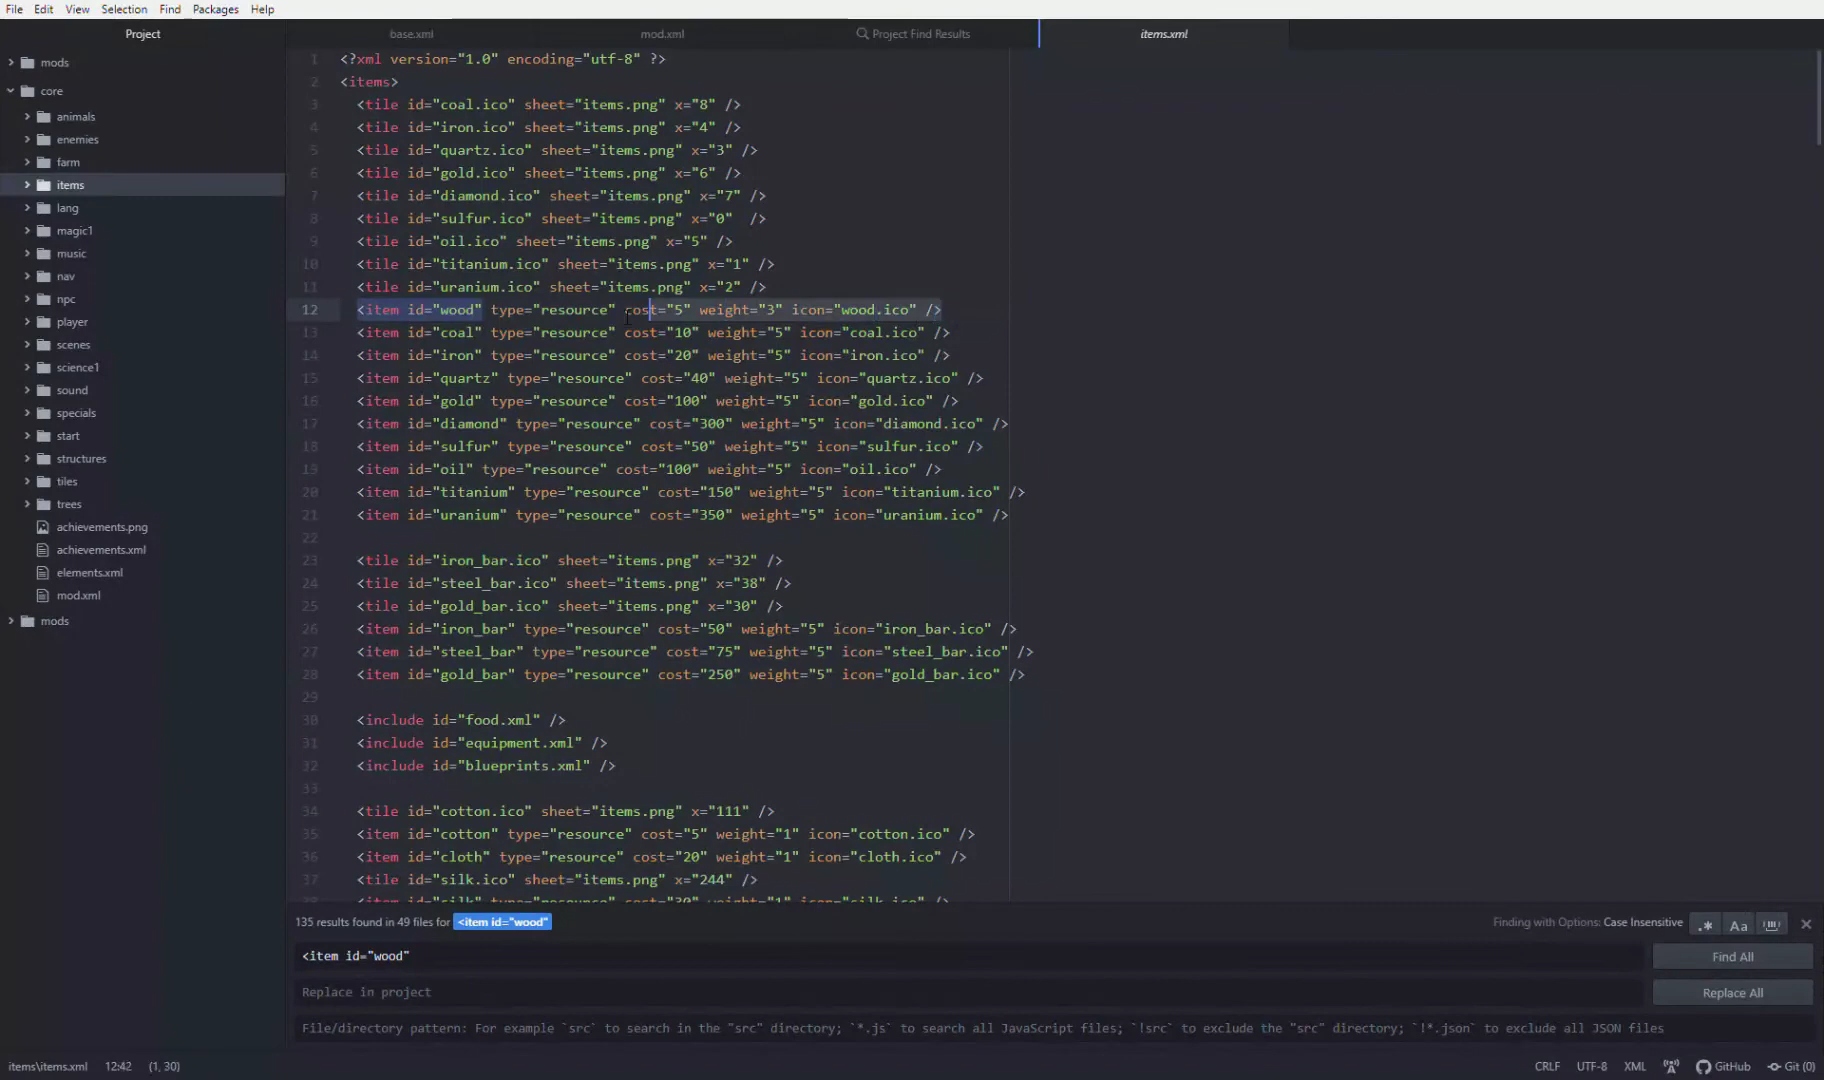 File Edit View Selection Find Packages Help
Project
base.xml
mod.xml
Project Find Results
items.xml
mods
core
animals
enemies
farm
items
lang
magic1
music
nav
npc
player
scenes
science1
sound
specials
start
structures
tiles
trees
achievements.png
achievements.xml
elements.xml
mod.xml
mods
1 <?xml version="1.0" encoding="utf-8" ?>
2 <items>
3 <tile id="coal.ico" sheet="items.png" x="8" />
4 <tile id="iron.ico" sheet="items.png" x="4" />
5 <tile id="quartz.ico" sheet="items.png" x="3" />
6 <tile id="gold.ico" sheet="items.png" x="6" />
7 <tile id="diamond.ico" sheet="items.png" x="7" />
8 <tile id="sulfur.ico" sheet="items.png" x="0" />
9 <tile id="oil.ico" sheet="items.png" x="5" />
10 <tile id="titanium.ico" sheet="items.png" x="1" />
11 <tile id="uranium.ico" sheet="items.png" x="2" />
12 <item id="wood" type="resource" cost="5" weight="3" icon="wood.ico" />
13 <item id="coal" type="resource" cost="10" weight="5" icon="coal.ico" />
14 <item id="iron" type="resource" cost="20" weight="5" icon="iron.ico" />
15 <item id="quartz" type="resource" cost="40" weight="5" icon="quartz.ico" />
16 <item id="gold" type="resource" cost="100" weight="5" icon="gold.ico" />
17 <item id="diamond" type="resource" cost="300" weight="5" icon="diamond.ico" />
18 <item id="sulfur" type="resource" cost="50" weight="5" icon="sulfur.ico" />
19 <item id="oil" type="resource" cost="100" weight="5" icon="oil.ico" />
20 <item id="titanium" type="resource" cost="150" weight="5" icon="titanium.ico" />
21 <item id="uranium" type="resource" cost="350" weight="5" icon="uranium.ico" />
22
23 <tile id="iron_bar.ico" sheet="items.png" x="32" />
24 <tile id="steel_bar.ico" sheet="items.png" x="38" />
25 <tile id="gold_bar.ico" sheet="items.png" x="30" />
26 <item id="iron_bar" type="resource" cost="50" weight="5" icon="iron_bar.ico" />
27 <item id="steel_bar" type="resource" cost="75" weight="5" icon="steel_bar.ico" />
28 <item id="gold_bar" type="resource" cost="250" weight="5" icon="gold_bar.ico" />
29
30 <include id="food.xml" />
31 <include id="equipment.xml" />
32 <include id="blueprints.xml" />
33
34 <tile id="cotton.ico" sheet="items.png" x="111" />
35 <item id="cotton" type="resource" cost="5" weight="1" icon="cotton.ico" />
36 <item id="cloth" type="resource" cost="20" weight="1" icon="cloth.ico" />
37 <tile id="silk.ico" sheet="items.png" x="244" />
135 results found in 49 files for <item id="wood"
Finding with Options: Case Insensitive
.* Aa
<item id="wood"
Find All
Replace in project
Replace All
File/directory pattern: For example `src` to search in the "src" directory; `*.js` to search all JavaScript files; `!src` to exclude the "src" directory; `!*.json` to exclude all JSON files
items\items.xml 12:42 (1, 30)
CRLF UTF-8 XML GitHub Git (0)